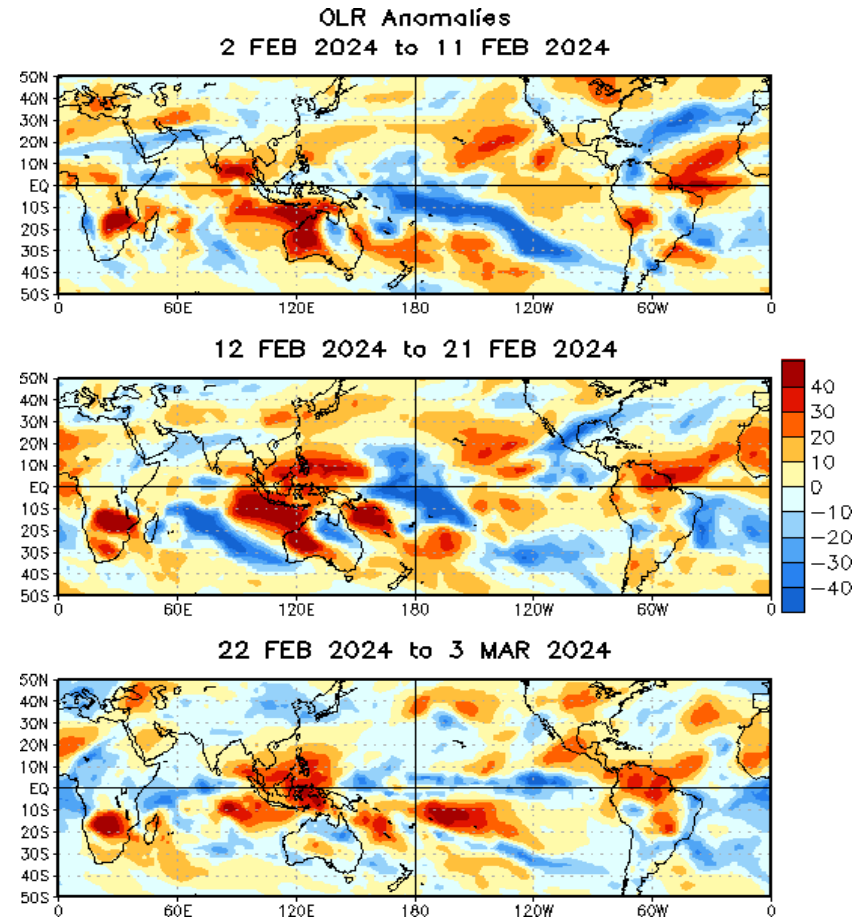 OLR Anomalies
2 FEB 2024 to 11 FEB 2024
50N
40N
30N
20N
10N
EQ
10S
20S
30S
40S
50S
0 60E 120E 180 120W 60W 0
12 FEB 2024 to 21 FEB 2024
50N
40N
30N
20N
10N
EQ
10S
20S
30S
40S
50S
0 60E 120E 180 120W 60W 0
40
30
20
10
0
-10
-20
-30
-40
22 FEB 2024 to 3 MAR 2024
50N
40N
30N
20N
10N
EQ
10S
20S
30S
40S
50S
0 60E 120E 180 120W 60W 0